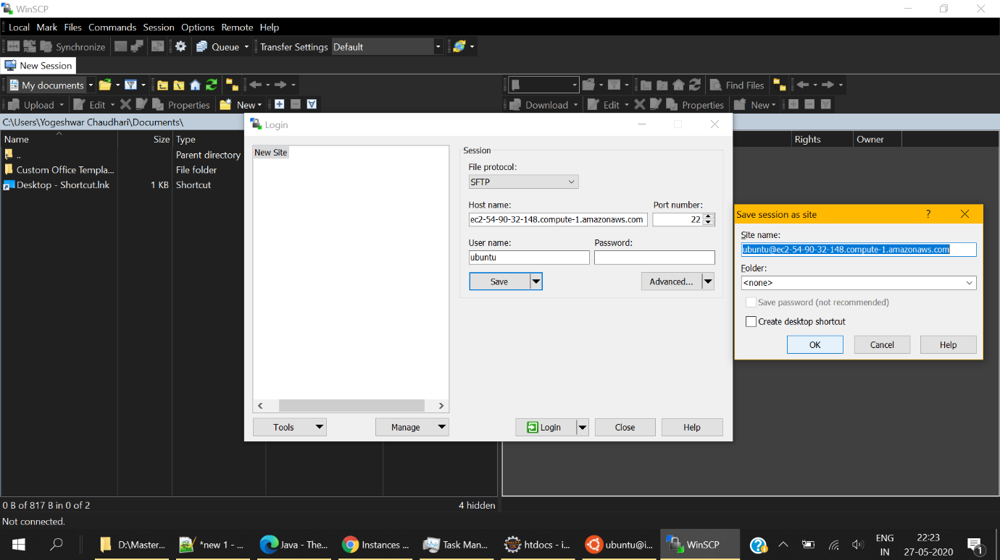 WinSCP
Local Mark Files Commands Session Options Remote Help
Synchronize Queue Transfer Settings Default
New Session
My documents Find Files
Upload Edit Properties New Download Edit Properties New
C:\Users\Yogeshwar Chaudhari\Documents\
Name Size Type Rights Owner
.. Parent directory
Custom Office Templa... File folder
Desktop - Shortcut.lnk 1 KB Shortcut
Login
New Site
Session
File protocol:
SFTP
Host name: Port number:
ec2-54-90-32-148.compute-1.amazonaws.com 22
User name: Password:
ubuntu
Save Advanced...
Tools Manage Login Close Help
Save session as site ?
Site name:
ubuntu@ec2-54-90-32-148.compute-1.amazonaws.com
Folder:
<none>
Save password (not recommended)
Create desktop shortcut
OK Cancel Help
0 B of 817 B in 0 of 2 4 hidden
Not connected.
D:\Master... *new 1 - ... Java - The... Instances ... Task Man... htdocs - i... ubuntu@i... WinSCP ENG IN 22:23 27-05-2020 1